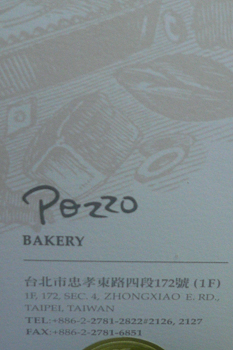 Pozzo
BAKERY
台北市忠孝東路四段172號 (1F)
1F, 172, SEC. 4, ZHONGXIAO E. RD.,
TAIPEI, TAIWAN
TEL:+886-2-2781-2822#2126, 2127
FAX:+886-2-2781-6851